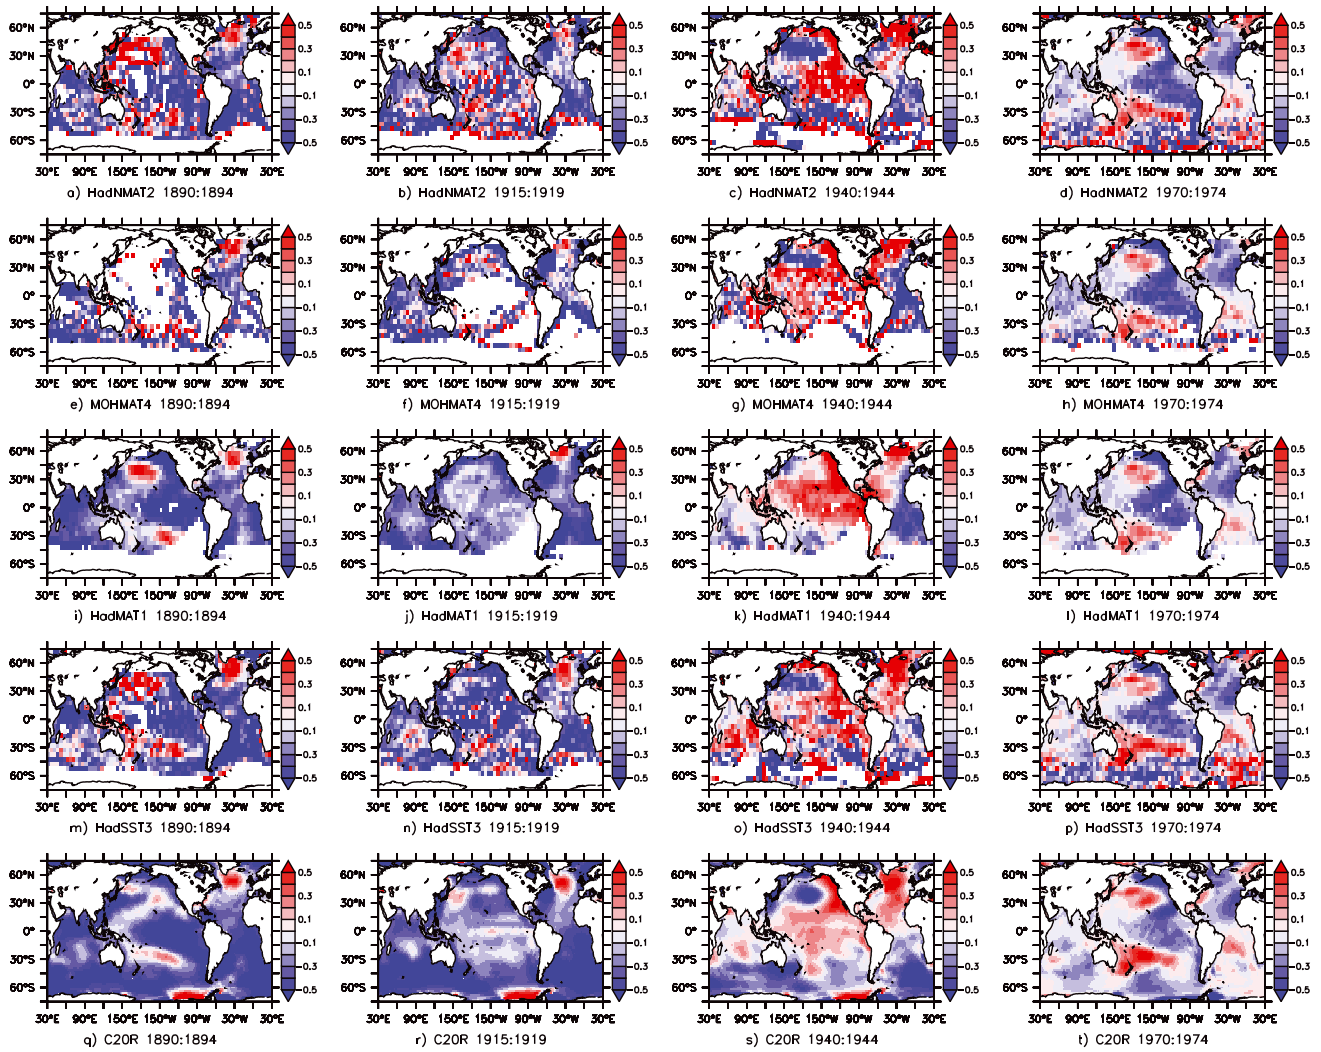 60°N 30°N 0° 30°S 60°S
0.5 0.3 0.1 −0.1 −0.3 −0.5
30°E 90°E 150°E 150°W 90°W 30°W 30°E
a) HadNMAT2 1890:1894
b) HadNMAT2 1915:1919
c) HadNMAT2 1940:1944
d) HadNMAT2 1970:1974
e) MOHMAT4 1890:1894
f) MOHMAT4 1915:1919
g) MOHMAT4 1940:1944
h) MOHMAT4 1970:1974
i) HadMAT1 1890:1894
j) HadMAT1 1915:1919
k) HadMAT1 1940:1944
l) HadMAT1 1970:1974
m) HadSST3 1890:1894
n) HadSST3 1915:1919
o) HadSST3 1940:1944
p) HadSST3 1970:1974
q) C20R 1890:1894
r) C20R 1915:1919
s) C20R 1940:1944
t) C20R 1970:1974